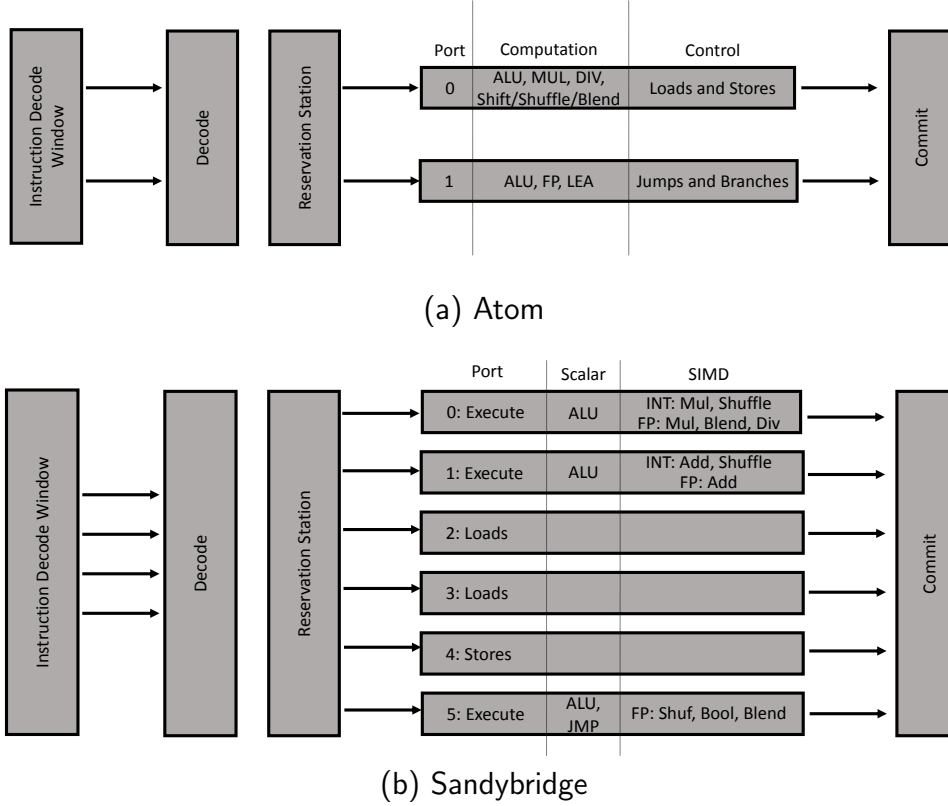 Port Computation Control
Instruction Decode
Window
Decode
Reservation Station
0
ALU, MUL, DIV,
Shift/Shuffle/Blend
Loads and Stores
1
ALU, FP, LEA
Jumps and Branches
Commit
(a) Atom
Port Scalar SIMD
Instruction Decode Window
Decode
Reservation Station
0: Execute
ALU
INT: Mul, Shuffle
FP: Mul, Blend, Div
1: Execute
ALU
INT: Add, Shuffle
FP: Add
2: Loads
3: Loads
4: Stores
5: Execute
ALU,
JMP
FP: Shuf, Bool, Blend
Commit
(b) Sandybridge